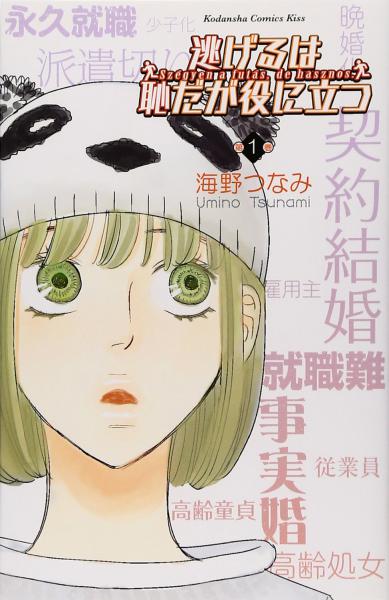 Kodansha Comics Kiss
永久就職
少子化
晩婚化
派遣切り
逃げるは
Szégyen a futás, de hasznos.
恥だが役に立つ
第1巻
海野つなみ
Umino Tsunami
契約結婚
雇用主
就職難
事実婚
従業員
高齢童貞
高齢処女